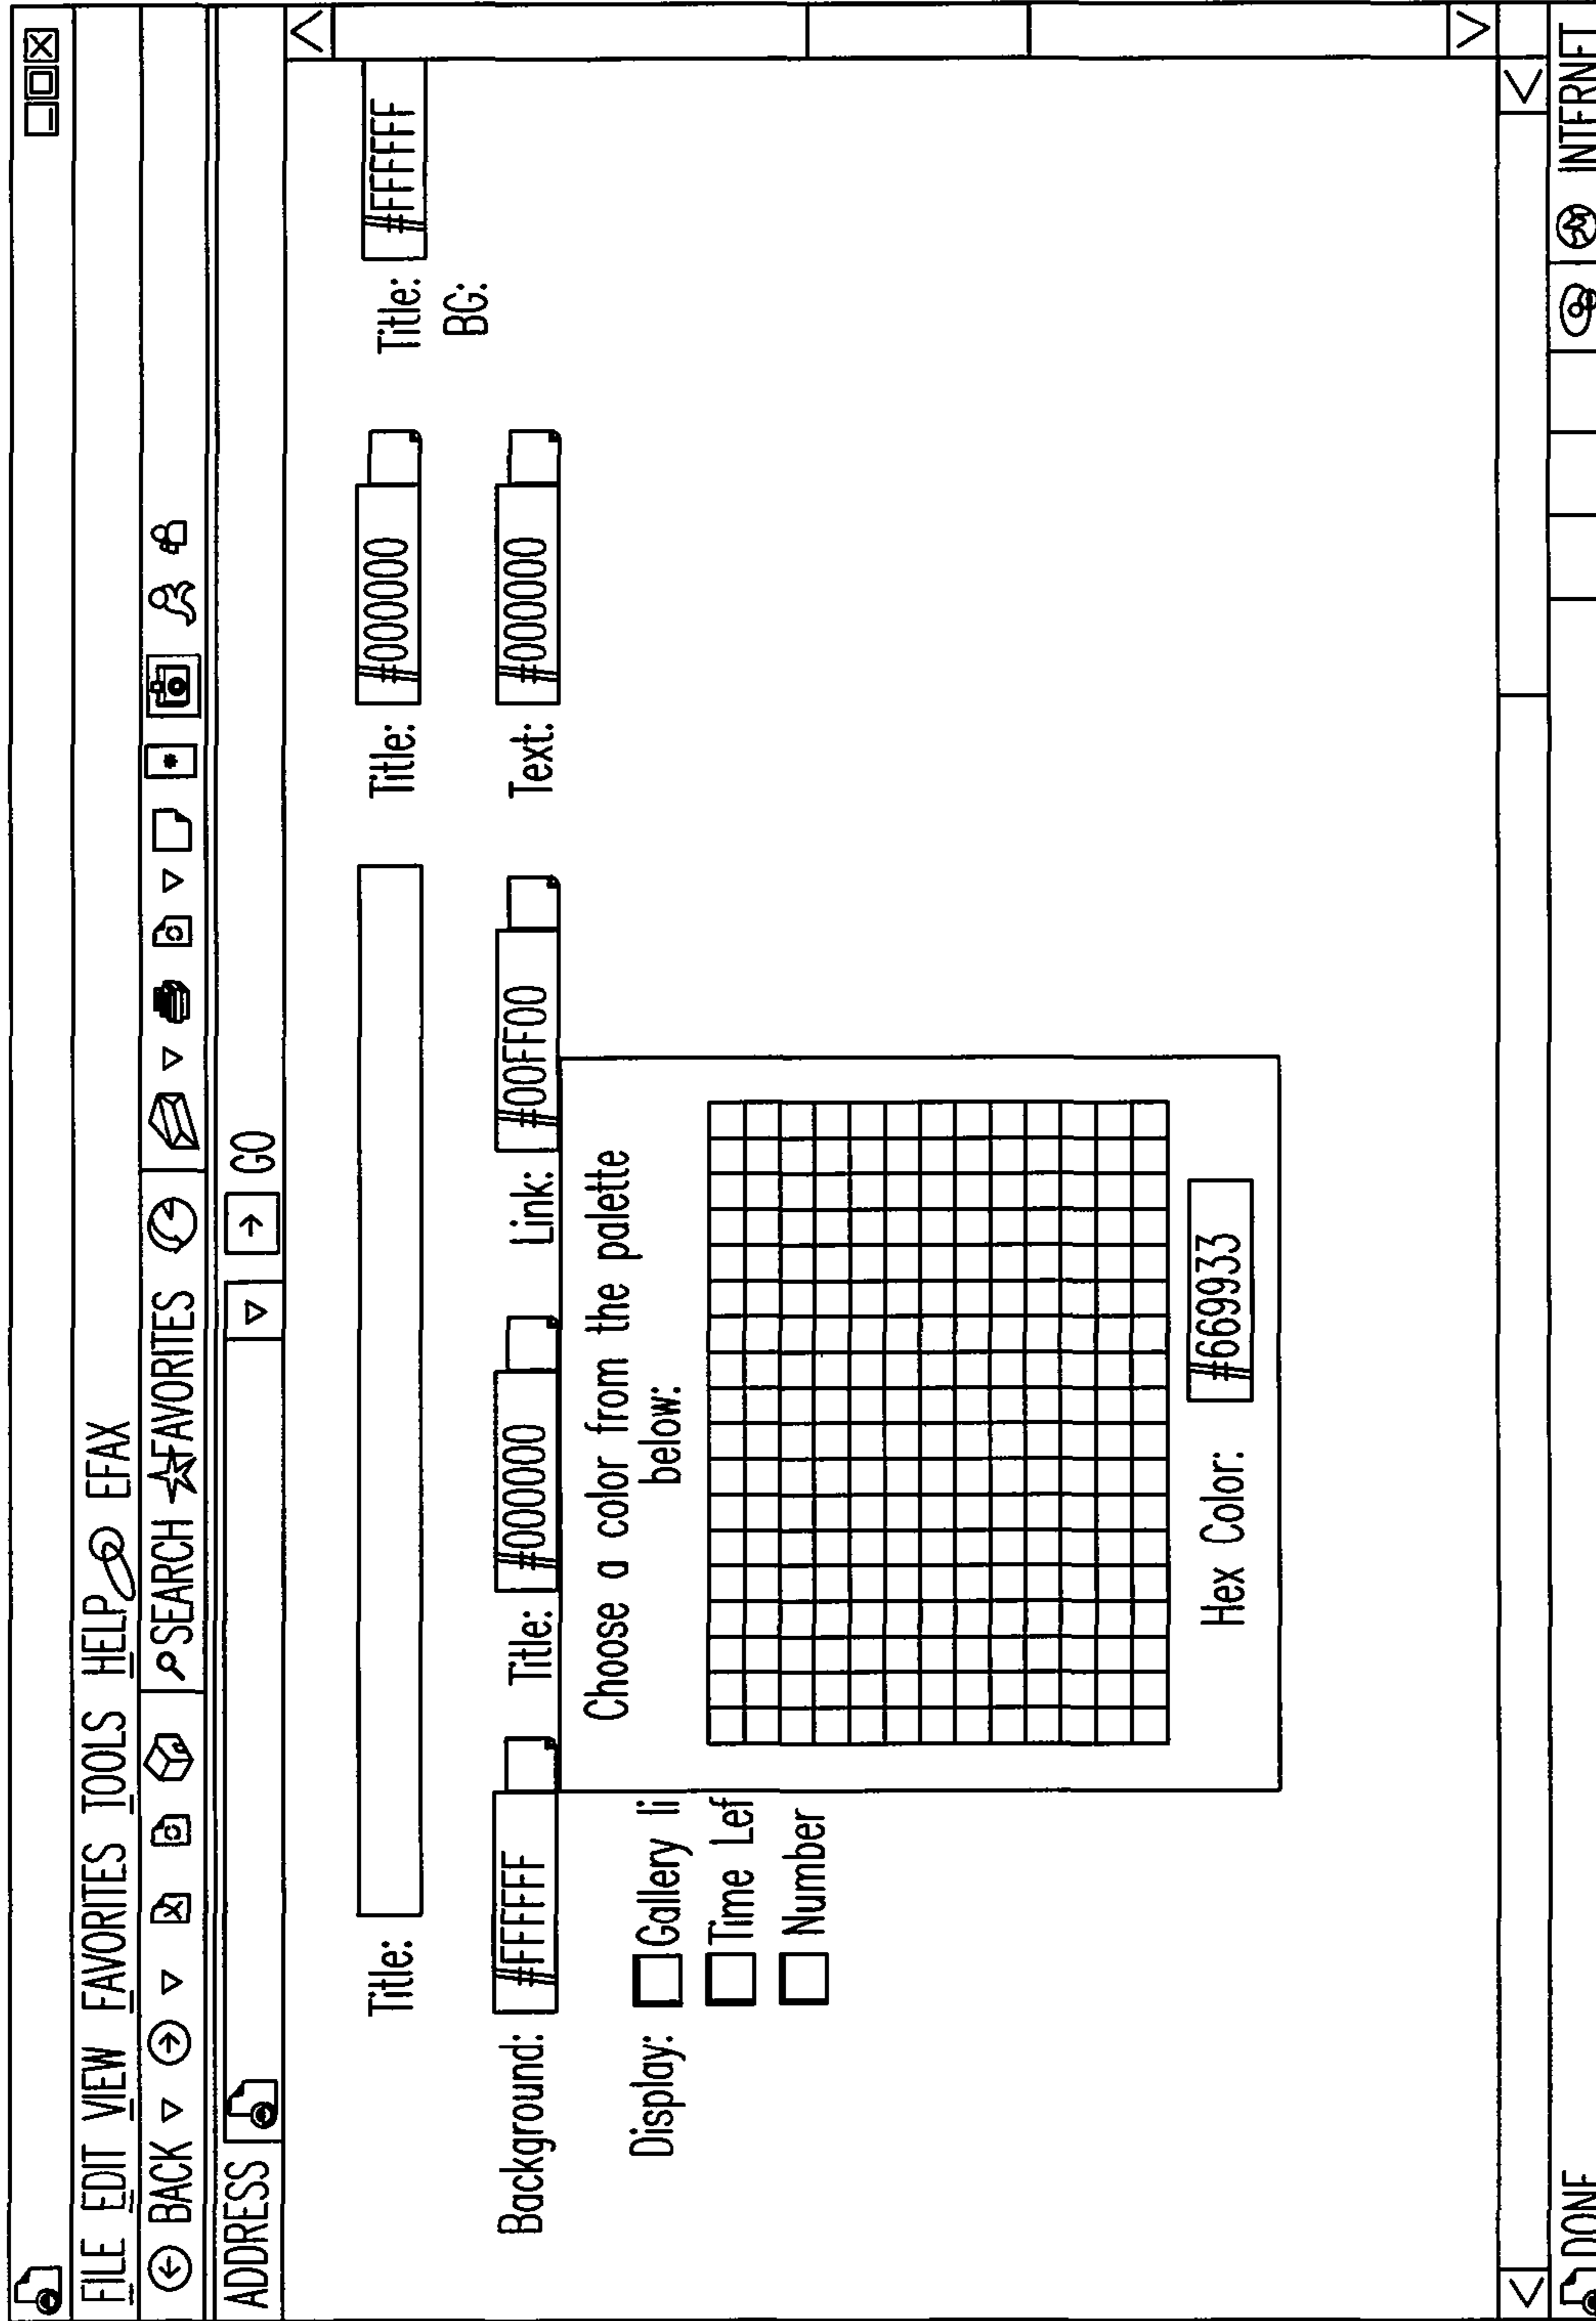 FILE EDIT VIEW FAVORITES TOOLS HELP EFAX
BACK SEARCH FAVORITES
ADDRESS GO
Title: Title: #000000 Title: #FFFFFF
BG:
Background: #FFFFFF Title: #000000 Link: #00FF00 Text: #000000
Choose a color from the palette
below:
Display: Gallery li
Time Lef
Number
Hex Color: #669933
DONE INTERNET